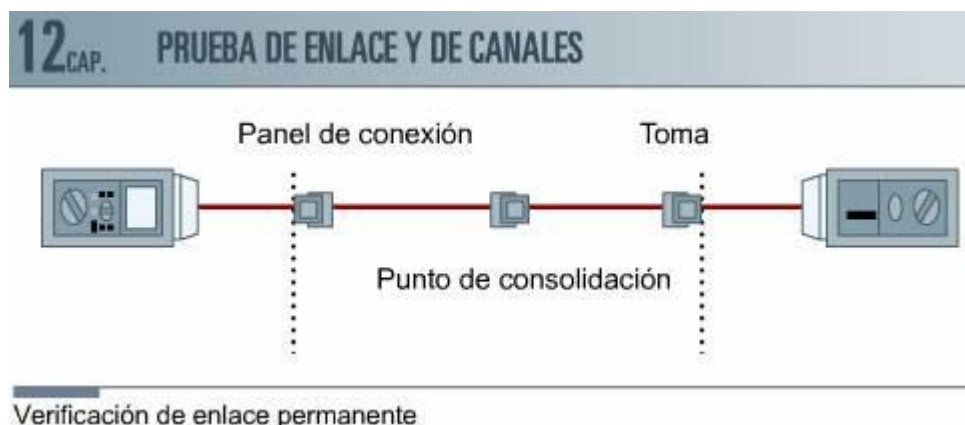 12CAP. PRUEBA DE ENLACE Y DE CANALES
Panel de conexión Toma
Punto de consolidación
Verificación de enlace permanente